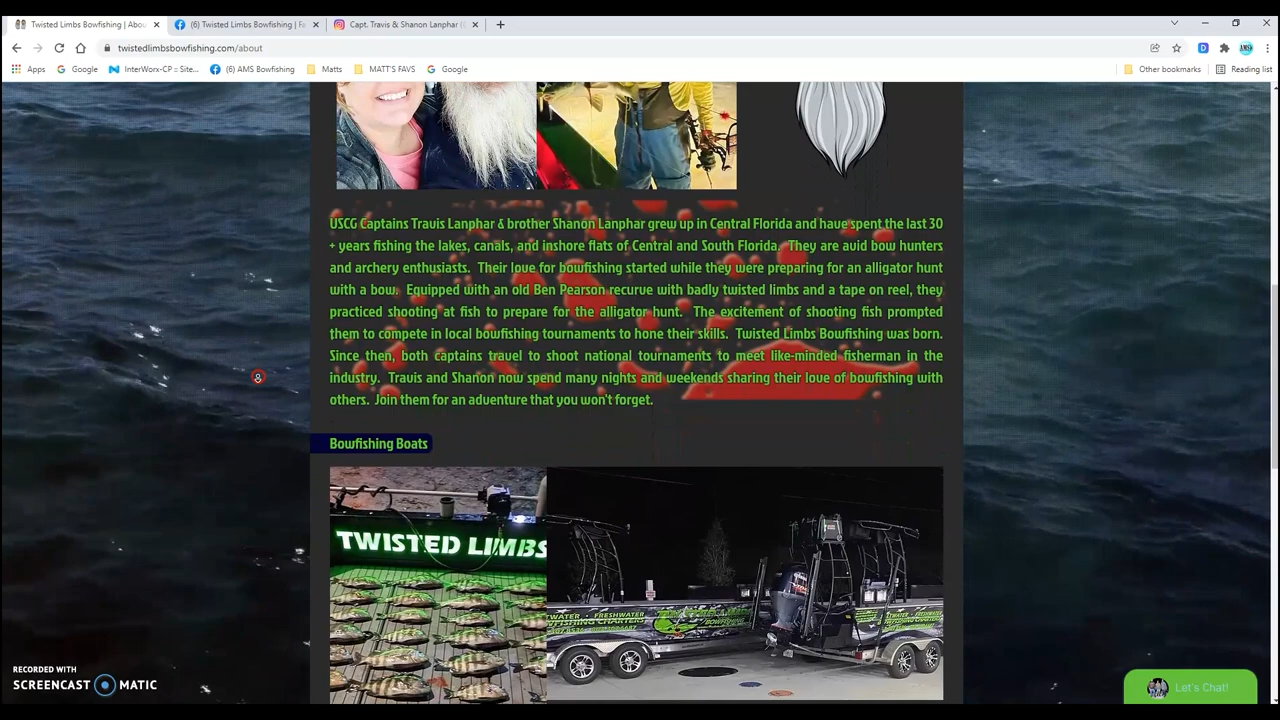 Twisted Limbs Bowfishing | Abou
(6) Twisted Limbs Bowfishing | Fa
Capt. Travis & Shanon Lanphar (
twistedlimbsbowfishing.com/about
Apps
Google
InterWorx-CP :: Site...
(6) AMS Bowfishing
Matts
MATT'S FAVS
Google
Other bookmarks
Reading list
USCG Captains Travis Lanphar & brother Shanon Lanphar grew up in Central Florida and have spent the last 30
+ years fishing the lakes, canals, and inshore flats of Central and South Florida. They are avid bow hunters
and archery enthusiasts. Their love for bowfishing started while they were preparing for an alligator hunt
with a bow. Equipped with an old Ben Pearson recurve with badly twisted limbs and a tape on reel, they
practiced shooting at fish to prepare for the alligator hunt. The excitement of shooting fish prompted
them to compete in local bowfishing tournaments to hone their skills. Twisted Limbs Bowfishing was born.
Since then, both captains travel to shoot national tournaments to meet like-minded fisherman in the
industry. Travis and Shanon now spend many nights and weekends sharing their love of bowfishing with
others. Join them for an adventure that you won't forget.
Bowfishing Boats
TWISTED LIMBS
FRESHWATER
RECORDED WITH
SCREENCAST MATIC
Let's Chat!